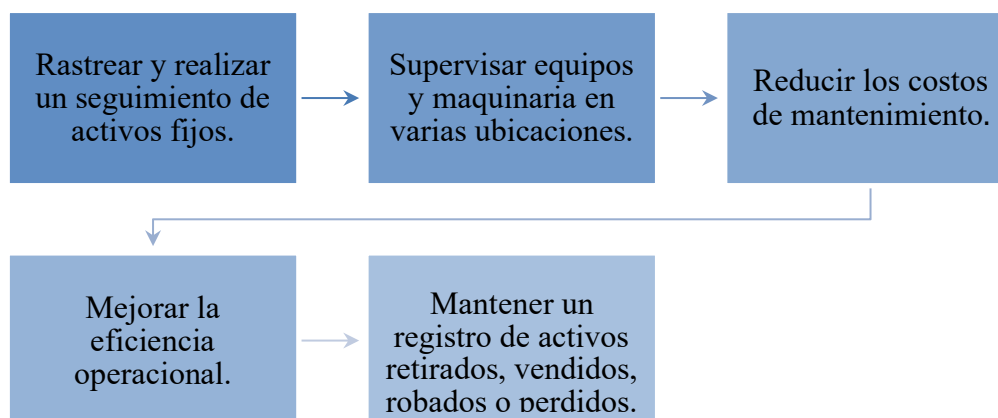 Rastrear y realizar
un seguimiento de
activos fijos.
Supervisar equipos
y maquinaria en
varias ubicaciones.
Reducir los costos
de mantenimiento.
Mejorar la
eficiencia
operacional.
Mantener un
registro de activos
retirados, vendidos,
robados o perdidos.